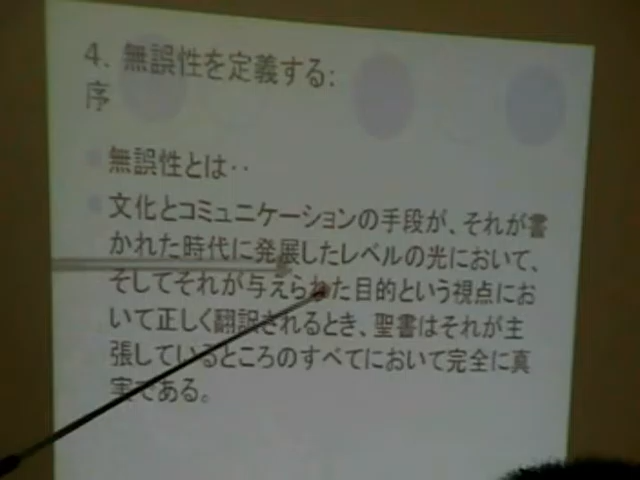 4. 無誤性を定義する:
序
無誤性とは‥
文化とコミュニケーションの手段が、それが書
かれた時代に発展したレベルの光において、
そしてそれが与えられた目的という視点にお
いて正しく翻訳されるとき、聖書はそれが主
張しているところのすべてにおいて完全に真
実である。